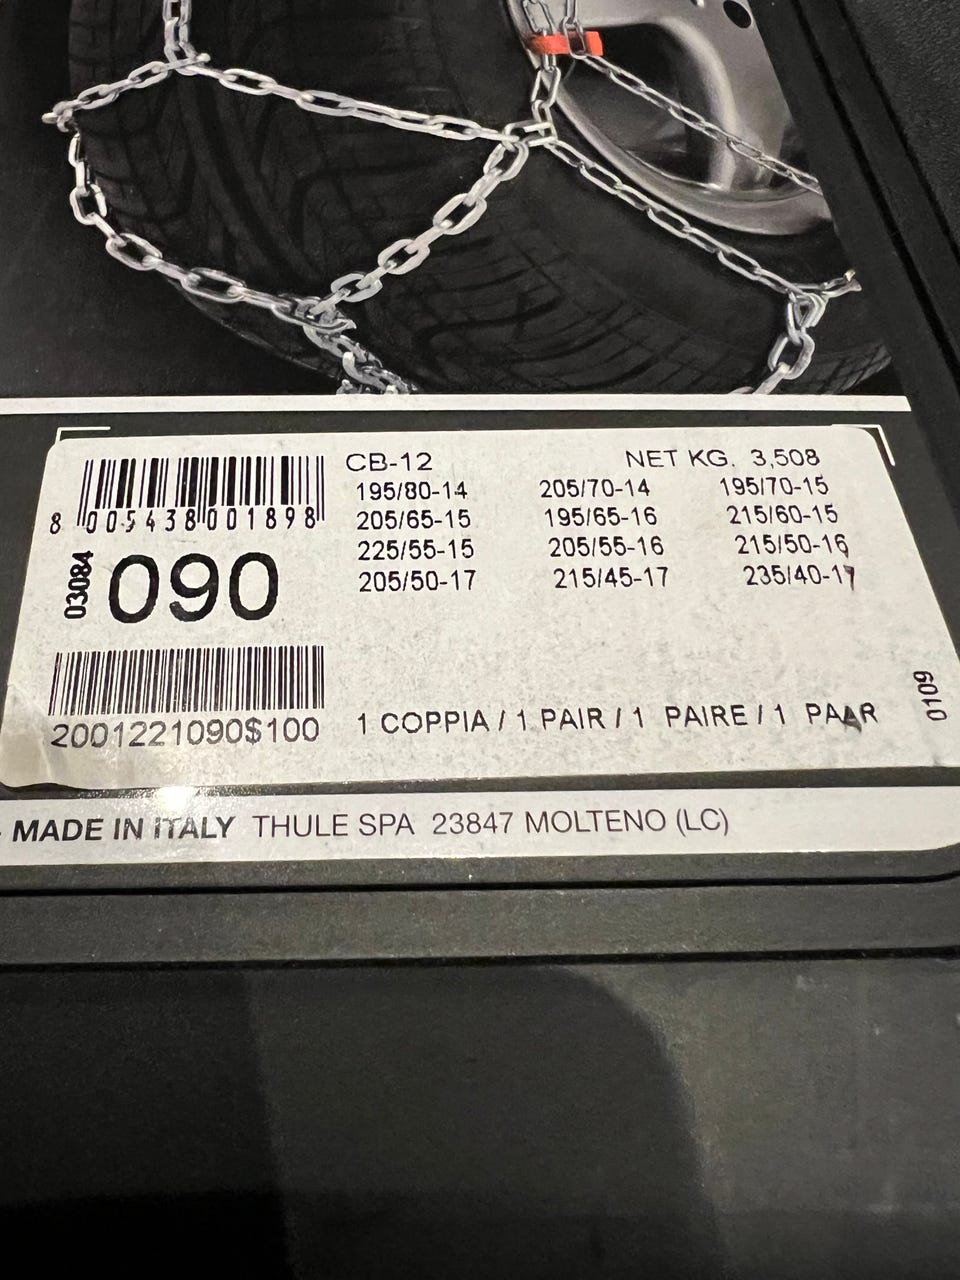 CB-12 NET KG. 3,508
195/80-14 205/70-14 195/70-15
205/65-15 195/65-16 215/60-15
225/55-15 205/55-16 215/50-16
205/50-17 215/45-17 235/40-17
8 005438 001898
03084
090
2001221090$100
1 COPPIA / 1 PAIR / 1 PAIRE / 1 PAAR
0109
- MADE IN ITALY THULE SPA 23847 MOLTENO (LC)